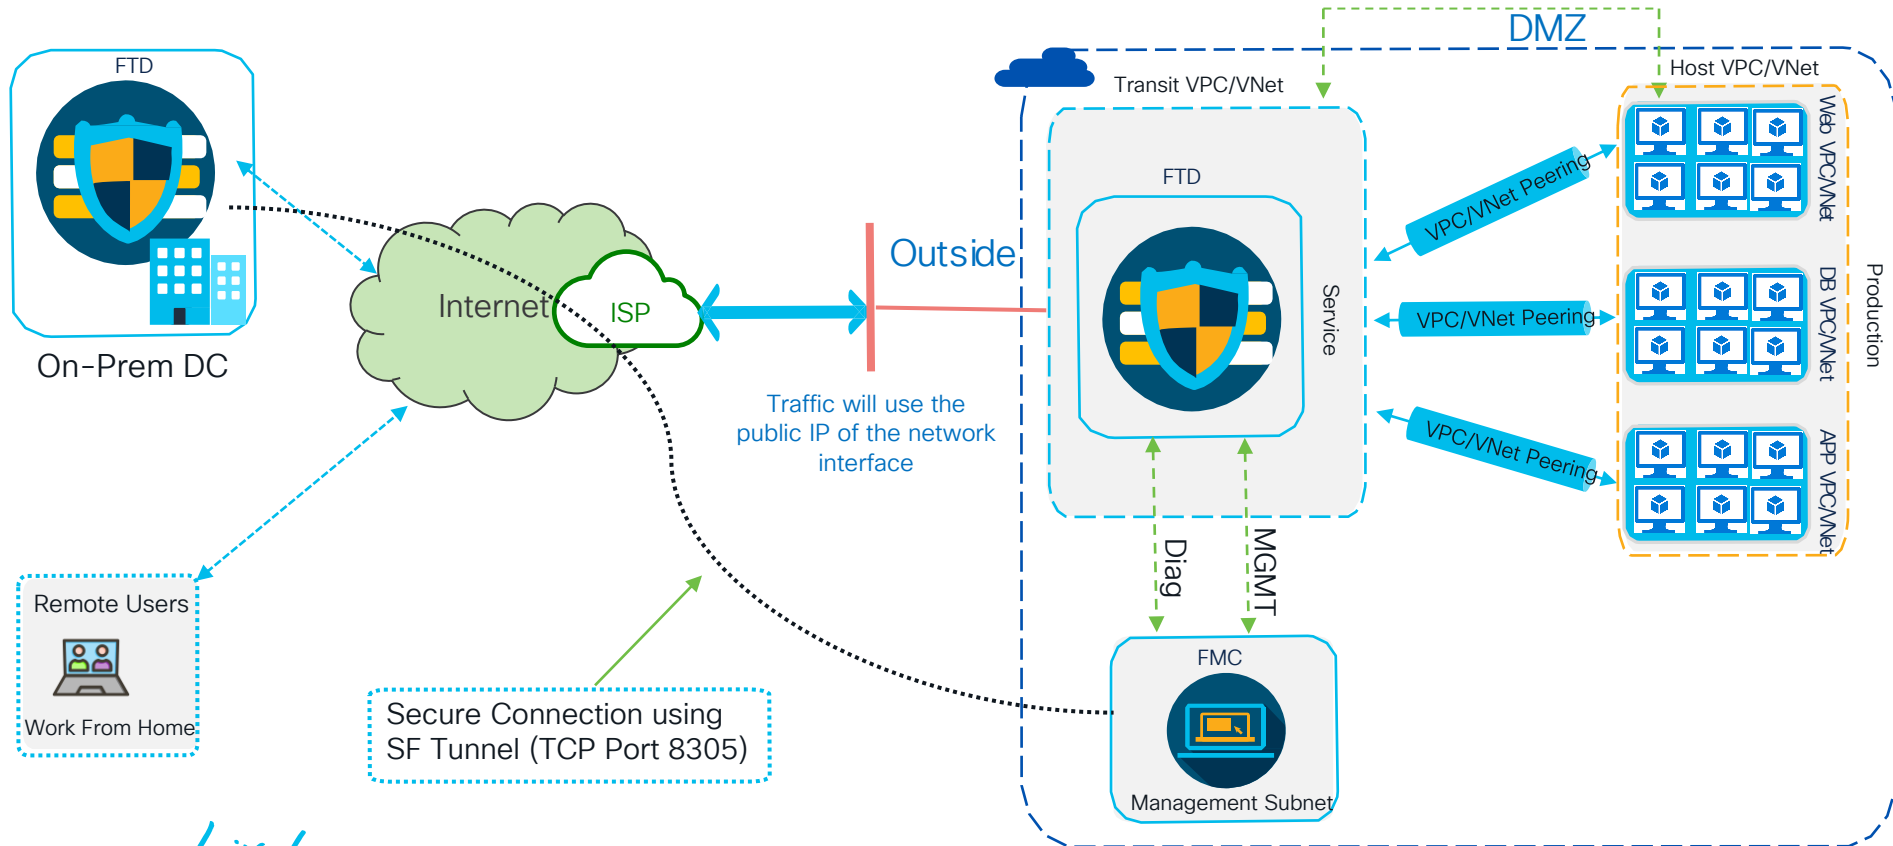 FTD
On-Prem DC
Internet
ISP
Outside
Traffic will use the
public IP of the network
interface
Remote Users
Work From Home
Secure Connection using
SF Tunnel (TCP Port 8305)
DMZ
Transit VPC/VNet
Host VPC/VNet
FTD
Service
VPC/VNet Peering
VPC/VNet Peering
VPC/VNet Peering
Web VPC/VNet
DB VPC/VNet
APP VPC/VNet
Production
Diag
MGMT
FMC
Management Subnet